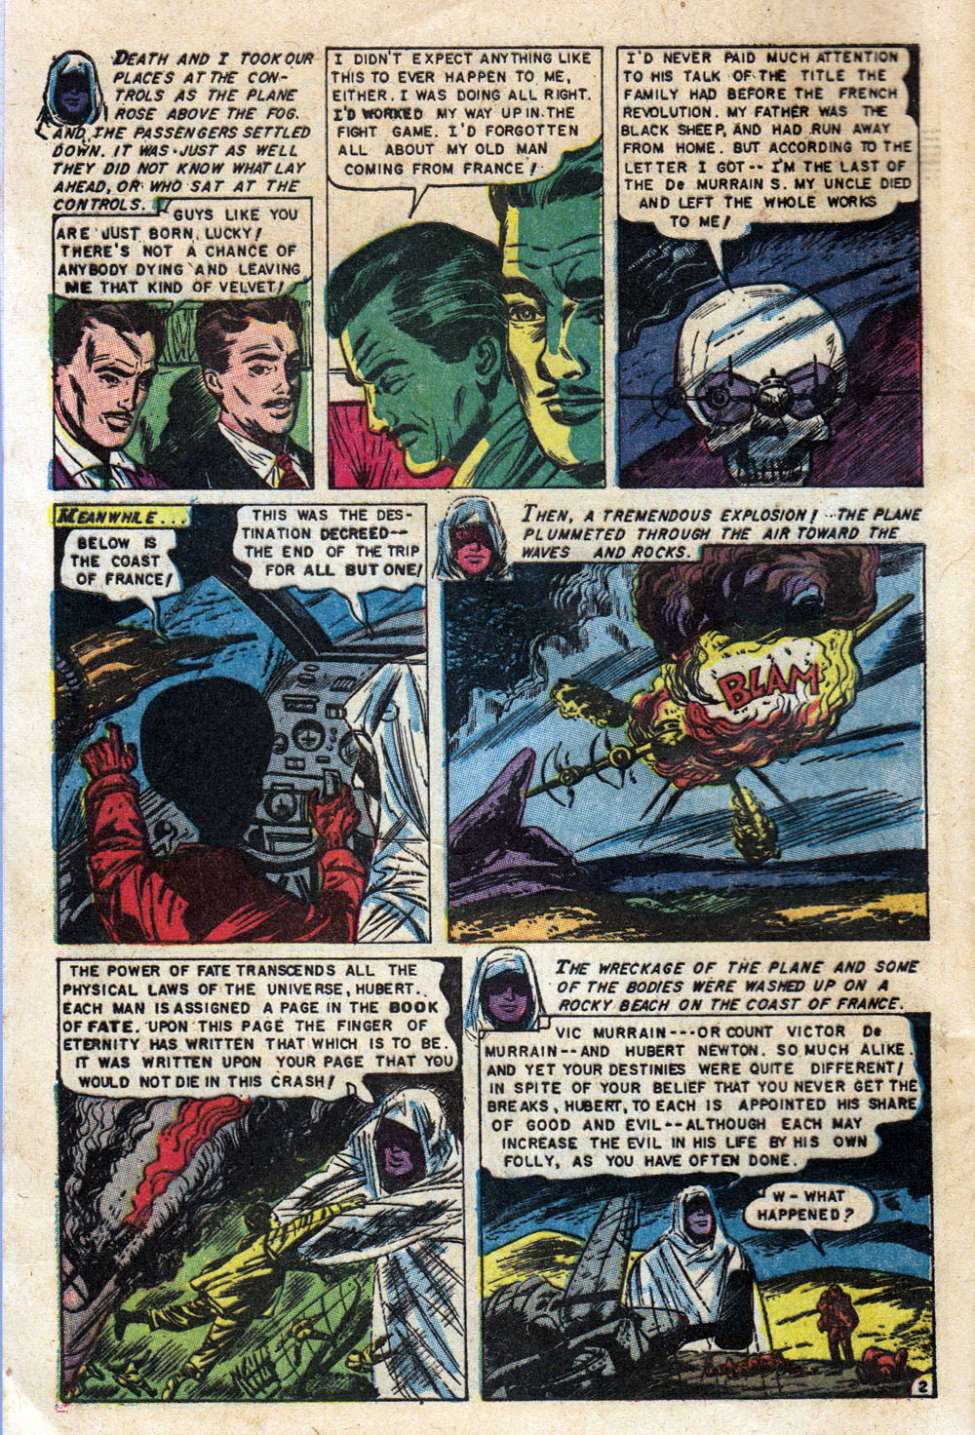 DEATH AND I TOOK OUR
PLACES AT THE CON-
TROLS AS THE PLANE
ROSE ABOVE THE FOG.
AND THE PASSENGERS SETTLED
DOWN. IT WAS JUST AS WELL
THEY DID NOT KNOW WHAT LAY
AHEAD, OR WHO SAT AT THE
CONTROLS.
GUYS LIKE YOU
ARE JUST BORN LUCKY!
THERE'S NOT A CHANCE OF
ANYBODY DYING AND LEAVING
ME THAT KIND OF VELVET!
I DIDN'T EXPECT ANYTHING LIKE
THIS TO EVER HAPPEN TO ME,
EITHER. I WAS DOING ALL RIGHT.
I'D WORKED MY WAY UP IN THE
FIGHT GAME. I'D FORGOTTEN
ALL ABOUT MY OLD MAN
COMING FROM FRANCE!
I'D NEVER PAID MUCH ATTENTION
TO HIS TALK OF THE TITLE THE
FAMILY HAD BEFORE THE FRENCH
REVOLUTION. MY FATHER WAS THE
BLACK SHEEP, AND HAD RUN AWAY
FROM HOME. BUT ACCORDING TO THE
LETTER I GOT -- I'M THE LAST OF
THE De MURRAIN S. MY UNCLE DIED
AND LEFT THE WHOLE WORKS
TO ME!
MEANWHILE...
BELOW IS
THE COAST
OF FRANCE!
THIS WAS THE DES-
TINATION DECREED--
THE END OF THE TRIP
FOR ALL BUT ONE!
THEN, A TREMENDOUS EXPLOSION! THE PLANE
PLUMMETED THROUGH THE AIR TOWARD THE
WAVES AND ROCKS.
BLAM
THE POWER OF FATE TRANSCENDS ALL THE
PHYSICAL LAWS OF THE UNIVERSE, HUBERT.
EACH MAN IS ASSIGNED A PAGE IN THE BOOK
OF FATE. UPON THIS PAGE THE FINGER OF
ETERNITY HAS WRITTEN THAT WHICH IS TO BE.
IT WAS WRITTEN UPON YOUR PAGE THAT YOU
WOULD NOT DIE IN THIS CRASH!
THE WRECKAGE OF THE PLANE AND SOME
OF THE BODIES WERE WASHED UP ON A
ROCKY BEACH ON THE COAST OF FRANCE.
VIC MURRAIN---OR COUNT VICTOR De
MURRAIN--AND HUBERT NEWTON. SO MUCH ALIKE.
AND YET YOUR DESTINIES WERE QUITE DIFFERENT!
IN SPITE OF YOUR BELIEF THAT YOU NEVER GET THE
BREAKS, HUBERT, TO EACH IS APPOINTED HIS SHARE
OF GOOD AND EVIL--ALTHOUGH EACH MAY
INCREASE THE EVIL IN HIS LIFE BY HIS OWN
FOLLY, AS YOU HAVE OFTEN DONE.
W-WHAT
HAPPENED?
2